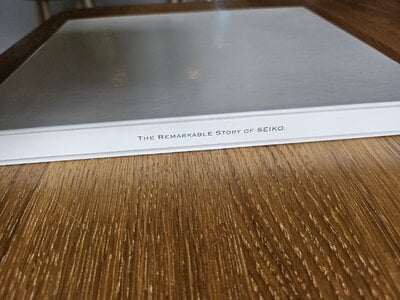 THE REMARKABLE STORY OF SEIKO.